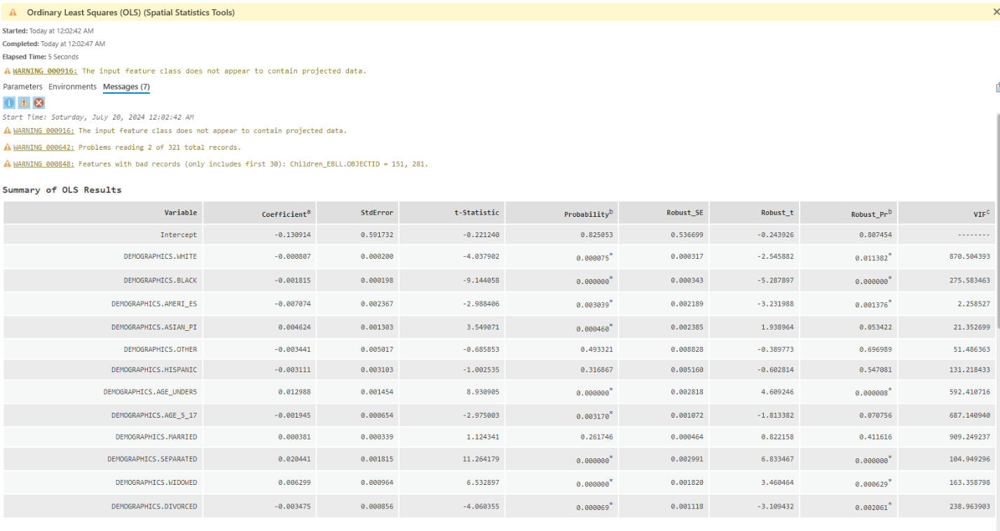 Ordinary Least Squares (OLS) (Spatial Statistics Tools)
Started: Today at 12:02:42 AM
Completed: Today at 12:02:47 AM
Elapsed Time: 5 Seconds
WARNING 000916: The input feature class does not appear to contain projected data.
Parameters Environments Messages (7)
Start Time: Saturday, July 20, 2024 12:02:42 AM
WARNING 000916: The input feature class does not appear to contain projected data.
WARNING 000642: Problems reading 2 of 321 total records.
WARNING 000848: Features with bad records (only includes first 30): Children_EBLL.OBJECTID = 151, 281.
Summary of OLS Results
Variable Coefficientᵃ StdError t-Statistic Probabilityᵇ Robust_SE Robust_t Robust_Prᵇ VIFᶜ
Intercept -0.130914 0.591732 -0.221240 0.825053 0.536699 -0.243926 0.807454 --------
DEMOGRAPHICS.WHITE -0.000807 0.000200 -4.037902 0.000075* 0.000317 -2.545882 0.011382* 870.504393
DEMOGRAPHICS.BLACK -0.001815 0.000198 -9.144058 0.000000* 0.000343 -5.287897 0.000000* 275.583463
DEMOGRAPHICS.AMERI_ES -0.007074 0.002367 -2.988406 0.003039* 0.002189 -3.231988 0.001376* 2.258527
DEMOGRAPHICS.ASIAN_PI 0.004624 0.001303 3.549071 0.000460* 0.002385 1.938964 0.053422 21.352699
DEMOGRAPHICS.OTHER -0.003441 0.005017 -0.685853 0.493321 0.008828 -0.389773 0.696989 51.486363
DEMOGRAPHICS.HISPANIC -0.003111 0.003103 -1.002535 0.316867 0.005160 -0.602814 0.547081 131.218433
DEMOGRAPHICS.AGE_UNDER5 0.012988 0.001454 8.930905 0.000000* 0.002818 4.609246 0.000008* 592.410716
DEMOGRAPHICS.AGE_5_17 -0.001945 0.000654 -2.975003 0.003170* 0.001072 -1.813382 0.070756 687.140940
DEMOGRAPHICS.MARRIED 0.000381 0.000339 1.124341 0.261746 0.000464 0.822158 0.411616 909.249237
DEMOGRAPHICS.SEPARATED 0.020441 0.001815 11.264179 0.000000* 0.002991 6.833467 0.000000* 104.949296
DEMOGRAPHICS.WIDOWED 0.006299 0.000964 6.532897 0.000000* 0.001820 3.460464 0.000629* 163.358798
DEMOGRAPHICS.DIVORCED -0.003475 0.000856 -4.060355 0.000069* 0.001118 -3.109432 0.002061* 238.963903